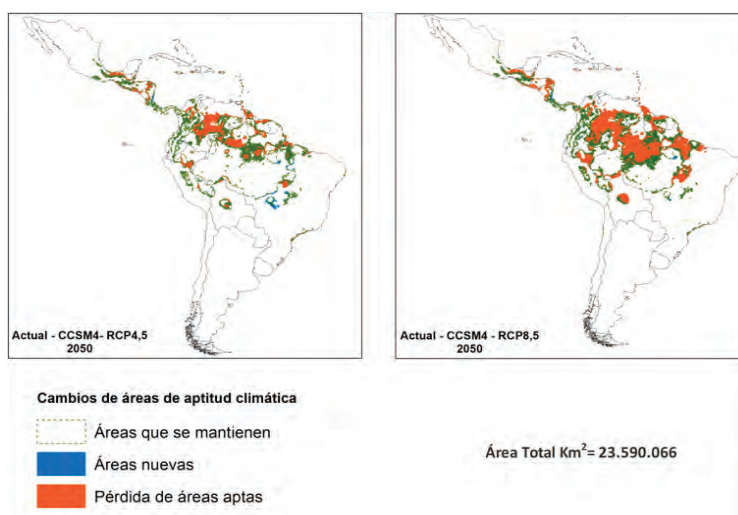 Actual - CCSM4- RCP4,5
2050
Actual - CCSM4 - RCP8,5
2050
Cambios de áreas de aptitud climática
Áreas que se mantienen
Áreas nuevas
Pérdida de áreas aptas
Área Total Km²= 23.590.066